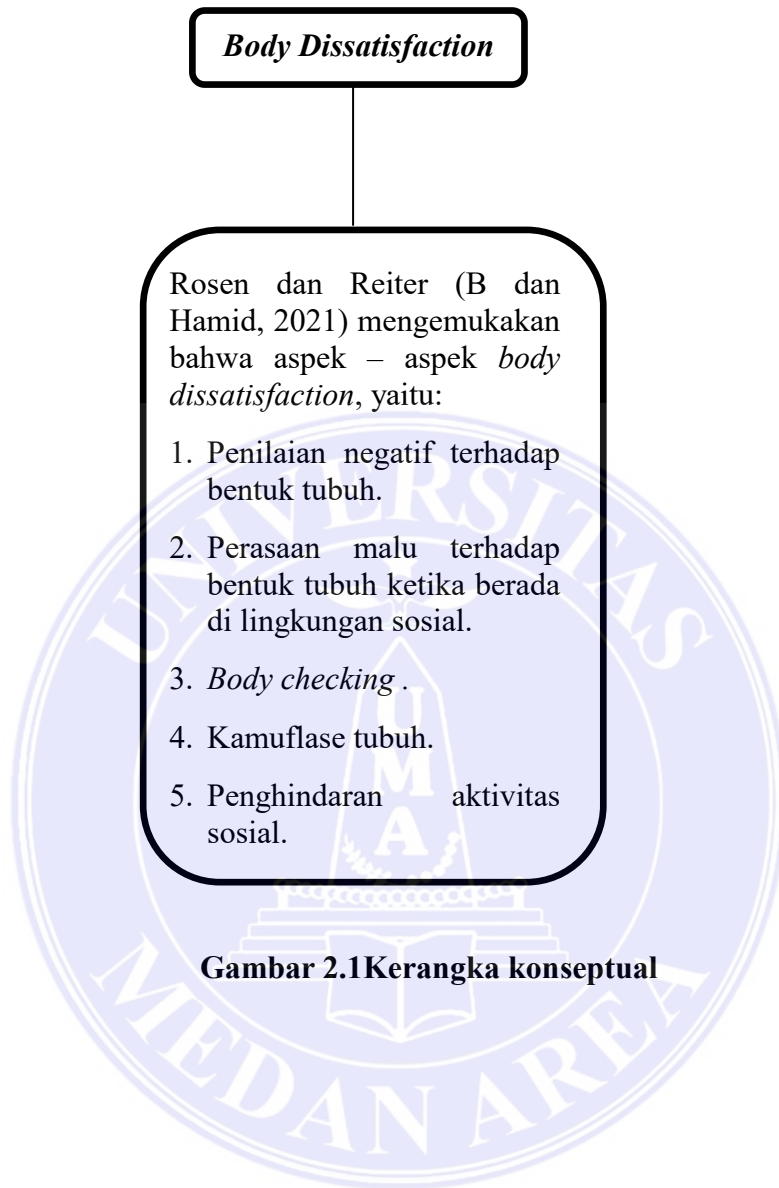 Body Dissatisfaction
Rosen dan Reiter (B dan
Hamid, 2021) mengemukakan
bahwa aspek – aspek body
dissatisfaction, yaitu:
1. Penilaian negatif terhadap
bentuk tubuh.
2. Perasaan malu terhadap
bentuk tubuh ketika berada
di lingkungan sosial.
3. Body checking .
4. Kamuflase tubuh.
5. Penghindaran aktivitas
sosial.
Gambar 2.1Kerangka konseptual
UNIVERSITAS
UMA
MEDAN AREA